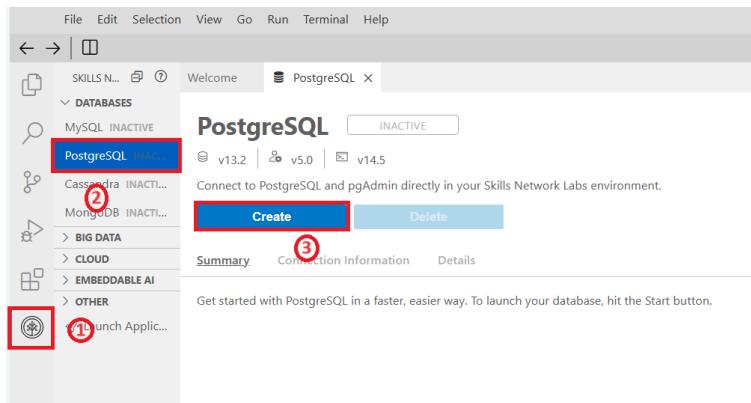 File Edit Selection View Go Run Terminal Help
SKILLS N... Welcome PostgreSQL
DATABASES
MySQL INACTIVE
PostgreSQL INAC...
Cassandra INACTI...
MongoDB INACTI...
BIG DATA
CLOUD
EMBEDDABLE AI
OTHER
Launch Applic...
1
2
PostgreSQL INACTIVE
v13.2 v5.0 v14.5
Connect to PostgreSQL and pgAdmin directly in your Skills Network Labs environment.
Create Delete
3
Summary Connection Information Details
Get started with PostgreSQL in a faster, easier way. To launch your database, hit the Start button.